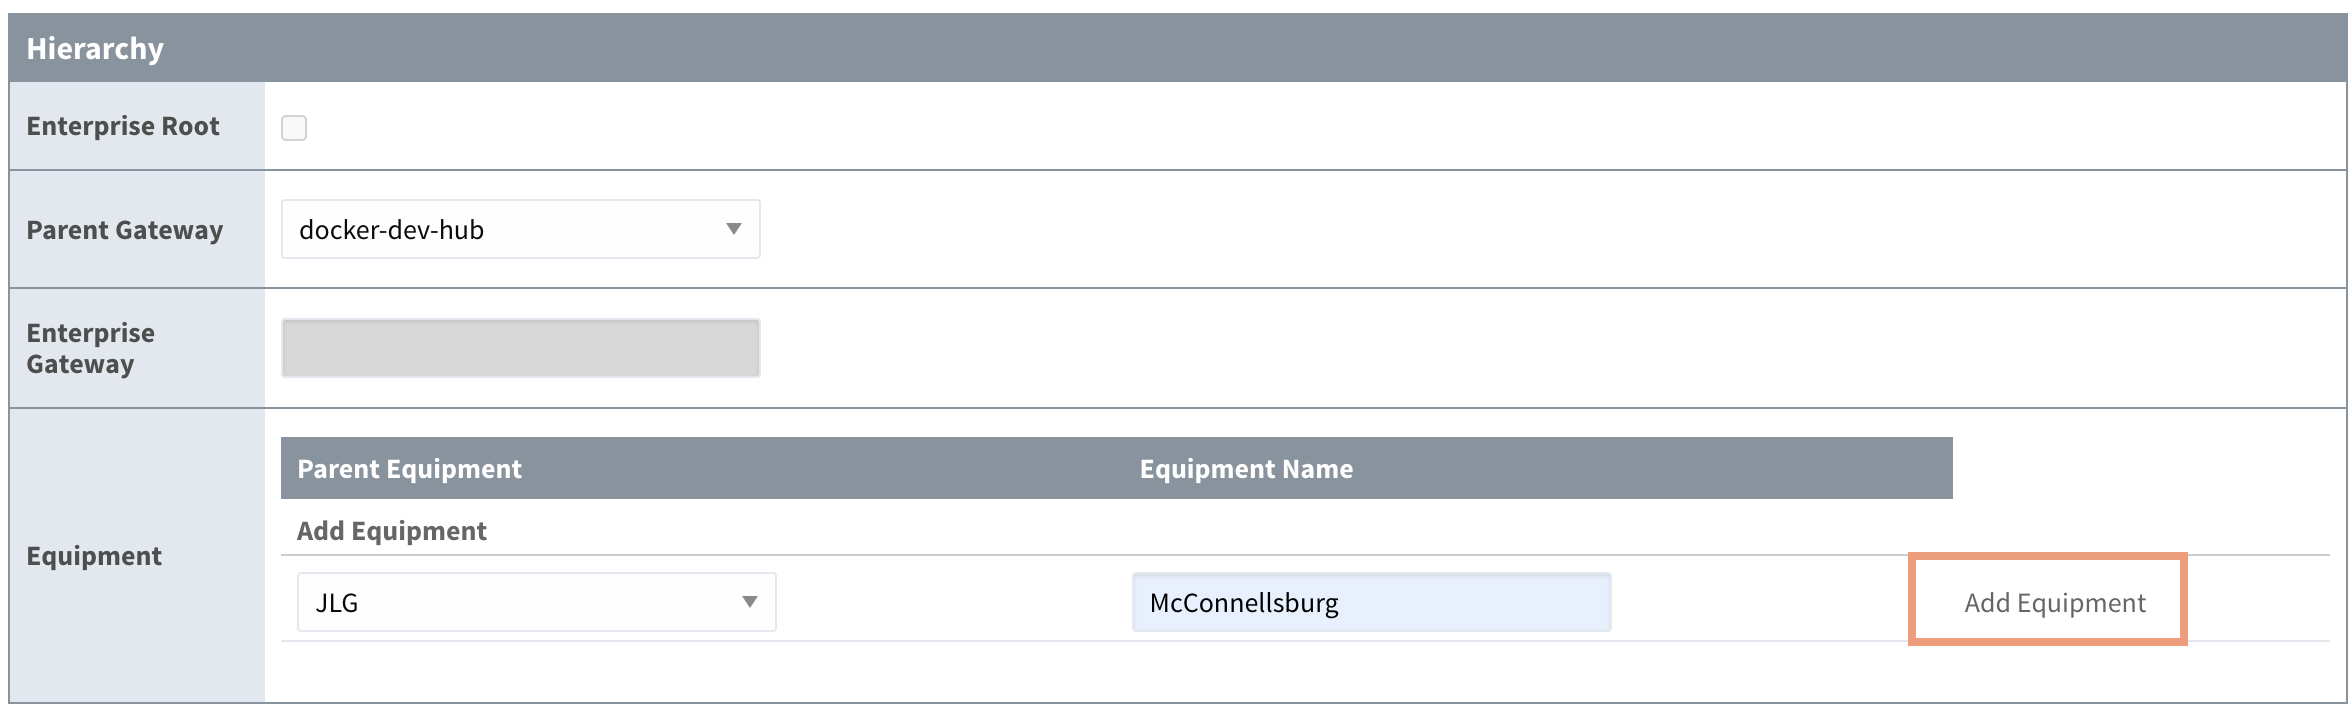 Hierarchy
Enterprise Root
Parent Gateway
docker-dev-hub
Enterprise
Gateway
Equipment
Parent Equipment
Equipment Name
Add Equipment
JLG
McConnellsburg
Add Equipment